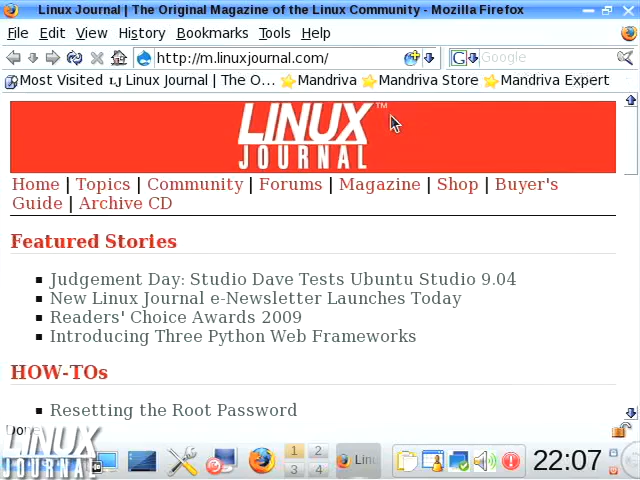 Linux Journal | The Original Magazine of the Linux Community - Mozilla Firefox
File Edit View History Bookmarks Tools Help
http://m.linuxjournal.com/
G Google
Most Visited LJ Linux Journal | The O... Mandriva Mandriva Store Mandriva Expert
LINUX ™
JOURNAL
Home | Topics | Community | Forums | Magazine | Shop | Buyer's
Guide | Archive CD
Featured Stories
Judgement Day: Studio Dave Tests Ubuntu Studio 9.04
New Linux Journal e-Newsletter Launches Today
Readers' Choice Awards 2009
Introducing Three Python Web Frameworks
HOW-TOs
Resetting the Root Password
Done
LINUX
JOURNAL
1 2
3 4
Linu
22:07